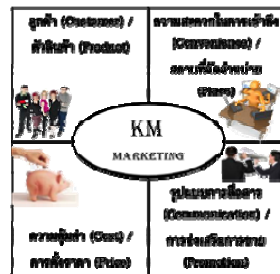 ลูกค้า (Customer) /
ตัวสินค้า (Product)
ความสะดวกในการเข้าถึง
(Convenience) /
สถานที่จัดจำหน่าย
(Place)
KM
MARKETING
ความคุ้มค่า (Cost) /
การตั้งราคา (Price)
รูปแบบการสื่อสาร
(Communication) /
การส่งเสริมการขาย
(Promotion)